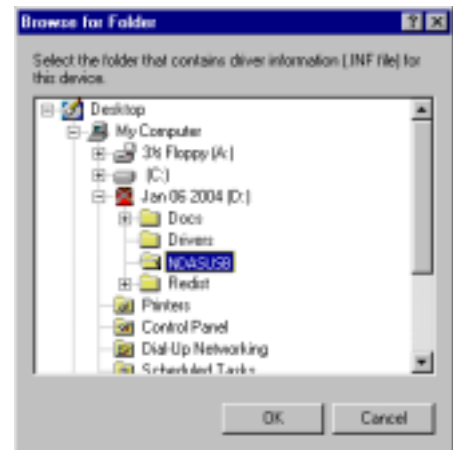 Browse for Folder
Select the folder that contains driver information (.INF file) for
this device.
Desktop
My Computer
3½ Floppy (A:)
(C:)
Jan 06 2004 (D:)
Docs
Drivers
NDASUSB
Redist
Printers
Control Panel
Dial-Up Networking
Scheduled Tasks
OK Cancel